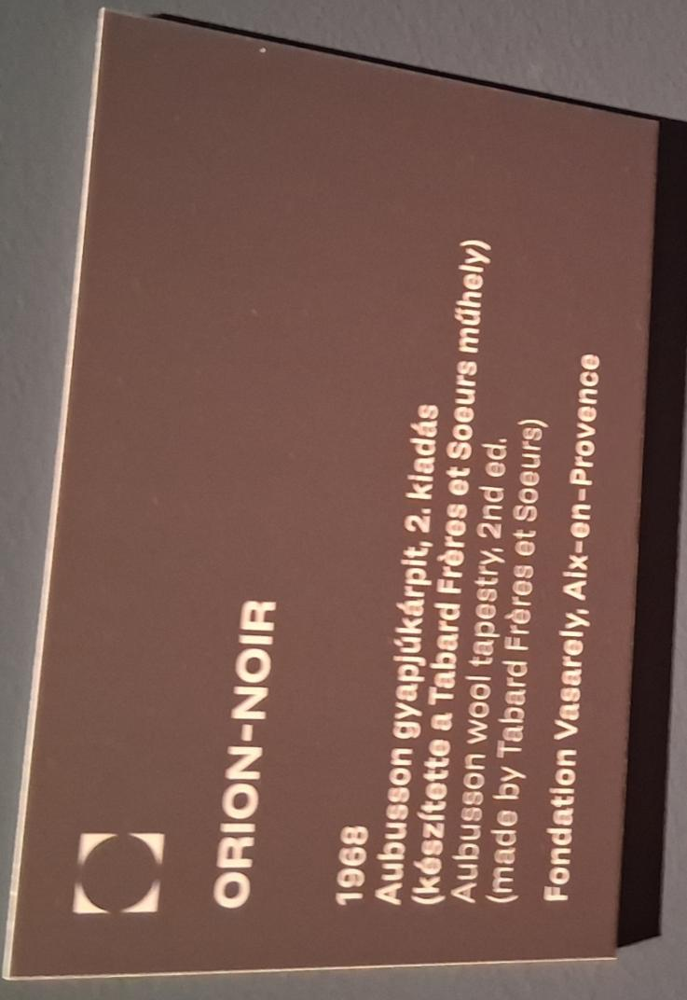 ORION-NOIR
1968
Aubusson gyapjúkárpit, 2. kiadás
(készítette a Tabard Frères et Soeurs műhely)
Aubusson wool tapestry, 2nd ed.
(made by Tabard Frères et Soeurs)
Fondation Vasarely, Aix-en-Provence